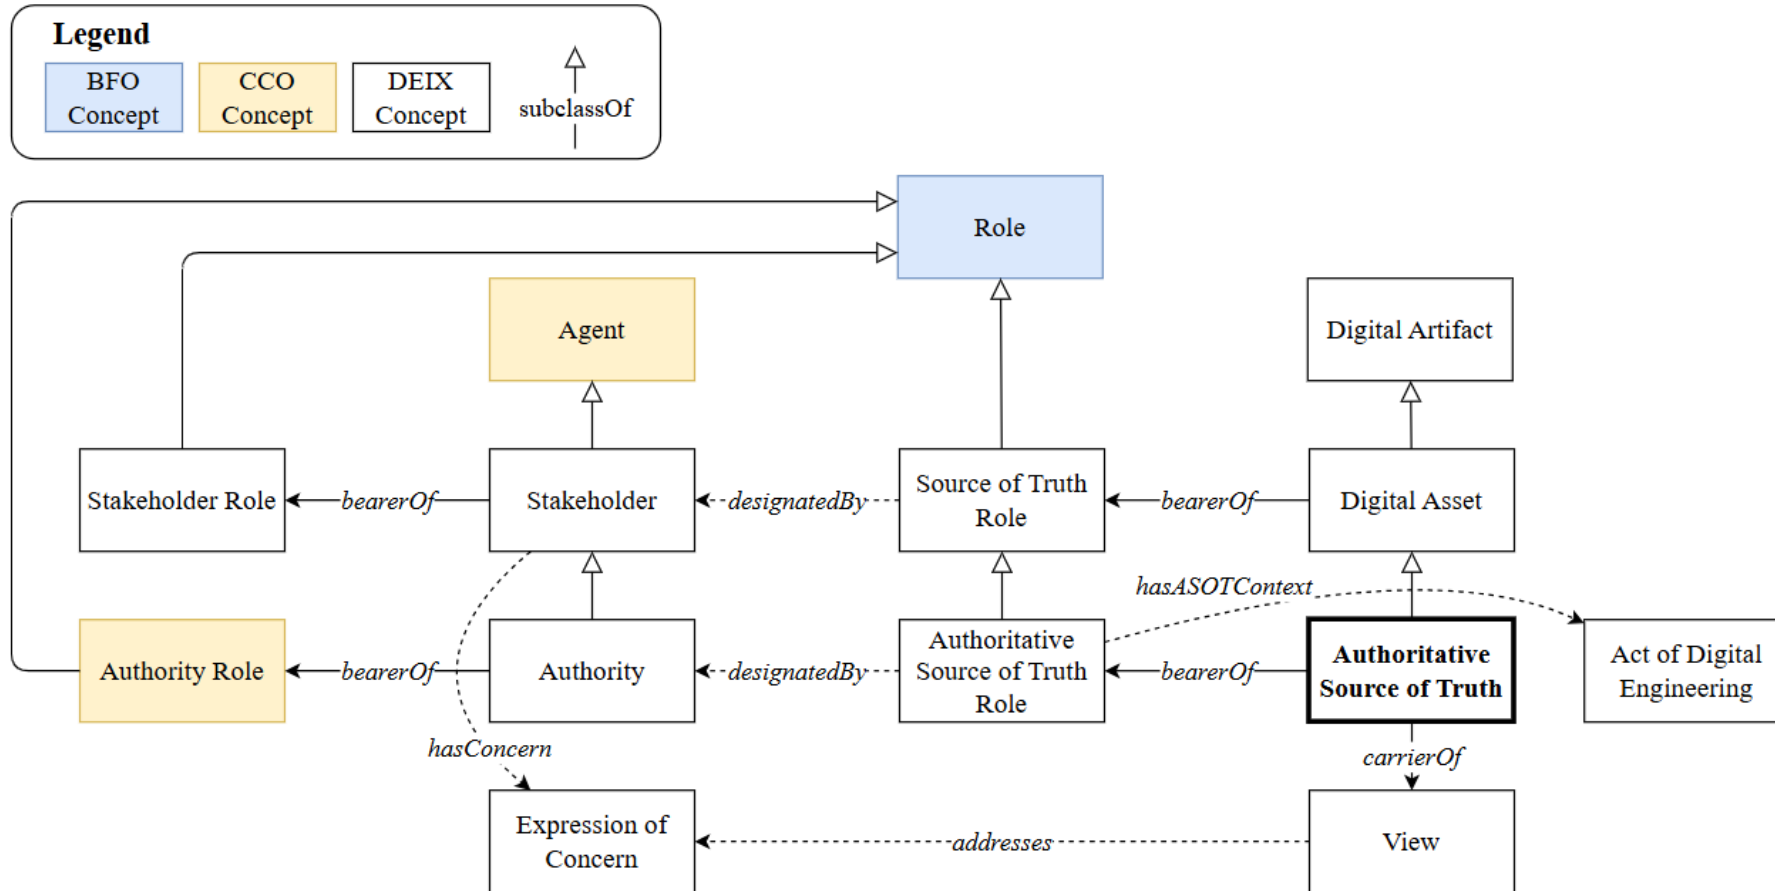 Legend
BFO
Concept
CCO
Concept
DEIX
Concept
subclassOf
Role
Agent
Digital Artifact
Stakeholder Role
bearerOf
Stakeholder
designatedBy
Source of Truth
Role
bearerOf
Digital Asset
hasASOTContext
Authority Role
bearerOf
Authority
designatedBy
Authoritative
Source of Truth
Role
bearerOf
Authoritative
Source of Truth
Act of Digital
Engineering
hasConcern
carrierOf
Expression of
Concern
addresses
View